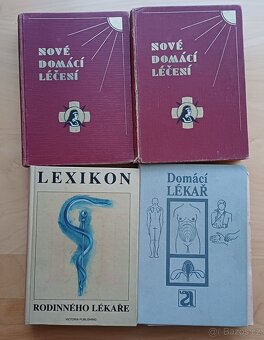 NOVÉ
DOMÁCÍ
LÉČENÍ
NOVÉ
DOMÁCÍ
LÉČENÍ
LEXIKON
RODINNÉHO LÉKAŘE
VICTORIA PUBLISHING
Domácí
LÉKAŘ